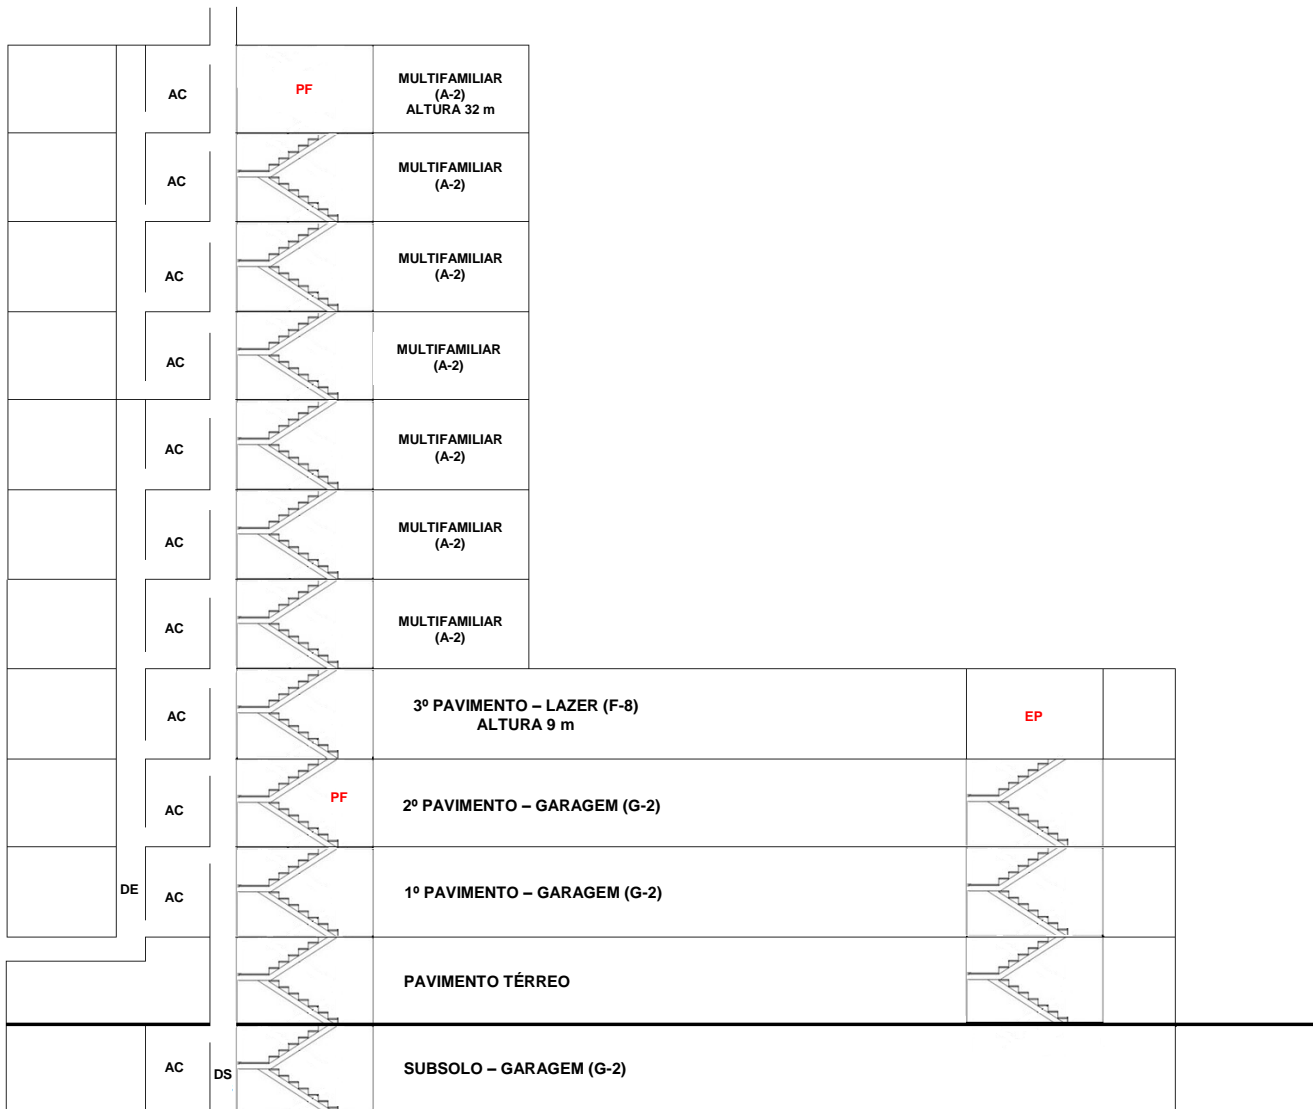 AC
PF
MULTIFAMILIAR
(A-2)
ALTURA 32 m
AC
MULTIFAMILIAR
(A-2)
AC
MULTIFAMILIAR
(A-2)
AC
MULTIFAMILIAR
(A-2)
AC
MULTIFAMILIAR
(A-2)
AC
MULTIFAMILIAR
(A-2)
AC
MULTIFAMILIAR
(A-2)
AC
3º PAVIMENTO – LAZER (F-8)
ALTURA 9 m
EP
AC
PF
2º PAVIMENTO – GARAGEM (G-2)
DE
AC
1º PAVIMENTO – GARAGEM (G-2)
PAVIMENTO TÉRREO
AC
DS
SUBSOLO – GARAGEM (G-2)